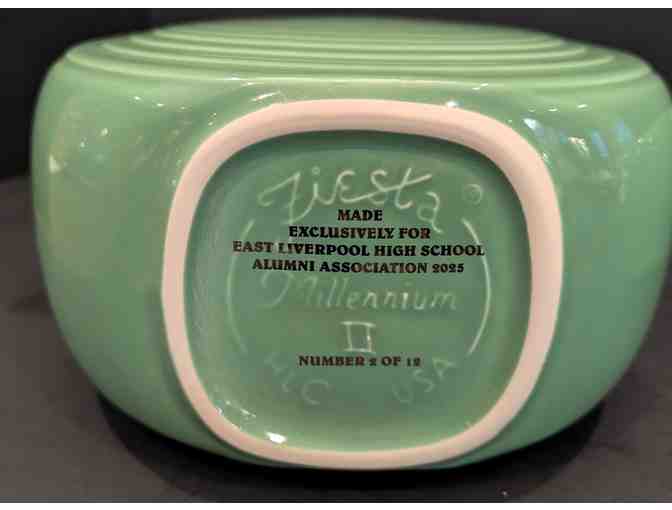 fiesta ®
MADE
EXCLUSIVELY FOR
EAST LIVERPOOL HIGH SCHOOL
ALUMNI ASSOCIATION 2025
Millennium
II
NUMBER 2 OF 12
HLC USA